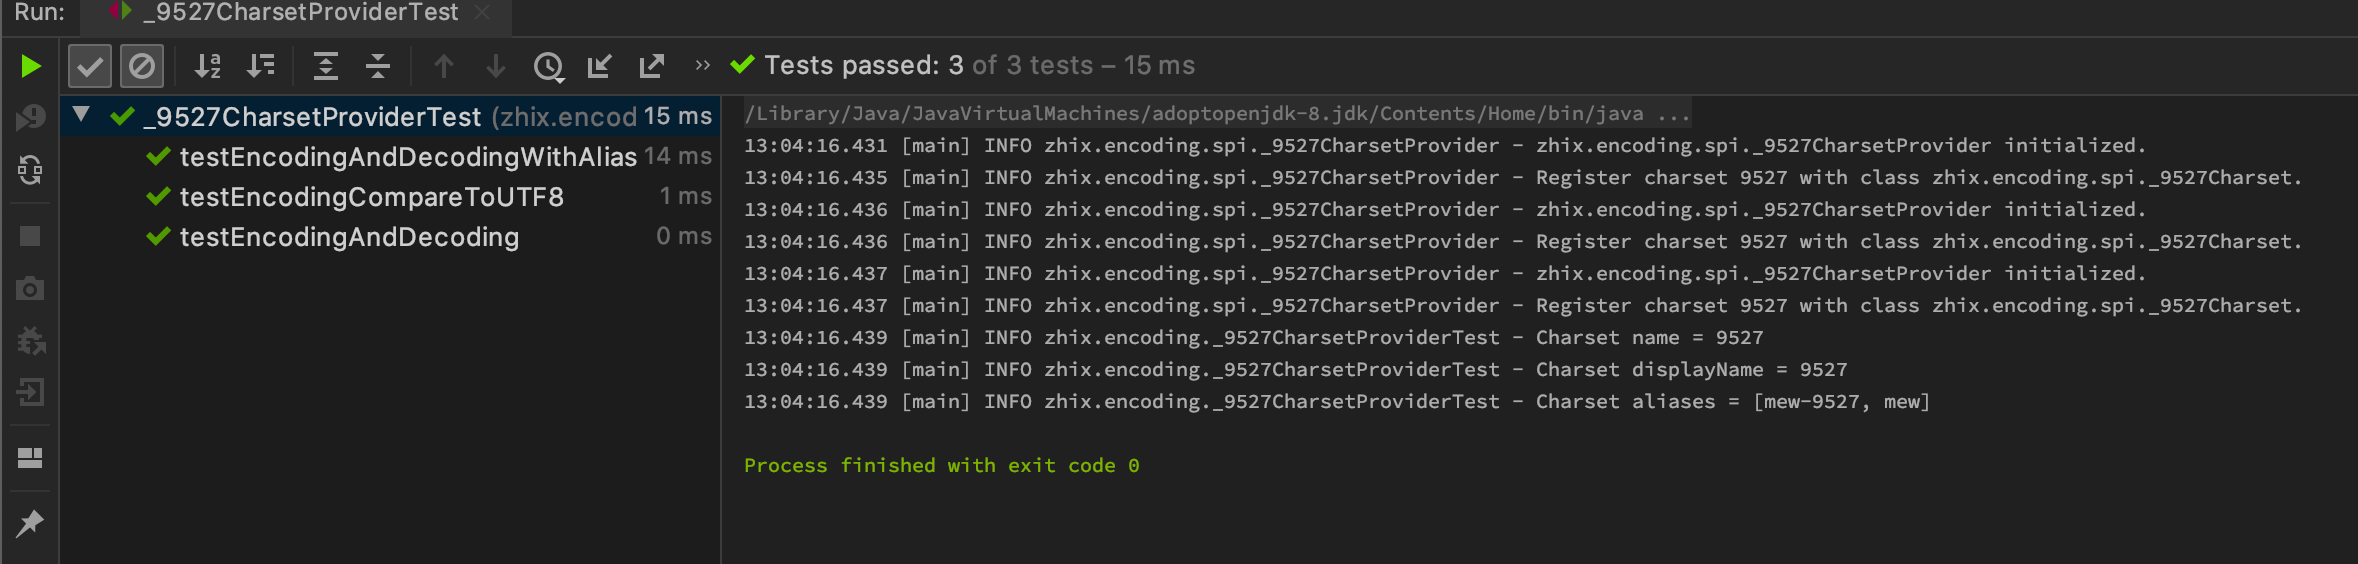 Run: _9527CharsetProviderTest
Tests passed: 3 of 3 tests – 15 ms
_9527CharsetProviderTest (zhix.encod 15 ms
testEncodingAndDecodingWithAlias 14 ms
testEncodingCompareToUTF8 1 ms
testEncodingAndDecoding 0 ms
/Library/Java/JavaVirtualMachines/adoptopenjdk-8.jdk/Contents/Home/bin/java ...
13:04:16.431 [main] INFO zhix.encoding.spi._9527CharsetProvider - zhix.encoding.spi._9527CharsetProvider initialized.
13:04:16.435 [main] INFO zhix.encoding.spi._9527CharsetProvider - Register charset 9527 with class zhix.encoding.spi._9527Charset.
13:04:16.436 [main] INFO zhix.encoding.spi._9527CharsetProvider - zhix.encoding.spi._9527CharsetProvider initialized.
13:04:16.436 [main] INFO zhix.encoding.spi._9527CharsetProvider - Register charset 9527 with class zhix.encoding.spi._9527Charset.
13:04:16.437 [main] INFO zhix.encoding.spi._9527CharsetProvider - zhix.encoding.spi._9527CharsetProvider initialized.
13:04:16.437 [main] INFO zhix.encoding.spi._9527CharsetProvider - Register charset 9527 with class zhix.encoding.spi._9527Charset.
13:04:16.439 [main] INFO zhix.encoding._9527CharsetProviderTest - Charset name = 9527
13:04:16.439 [main] INFO zhix.encoding._9527CharsetProviderTest - Charset displayName = 9527
13:04:16.439 [main] INFO zhix.encoding._9527CharsetProviderTest - Charset aliases = [mew-9527, mew]
Process finished with exit code 0